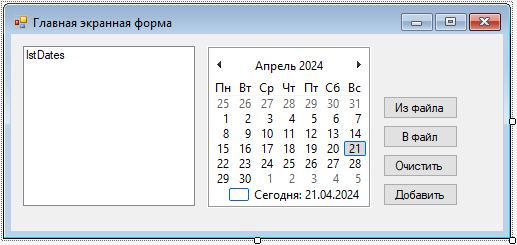 Главная экранная форма
lstDates
Апрель 2024
Пн Вт Ср Чт Пт Сб Вс
25 26 27 28 29 30 31
1 2 3 4 5 6 7
8 9 10 11 12 13 14
15 16 17 18 19 20 21
22 23 24 25 26 27 28
29 30 1 2 3 4 5
Сегодня: 21.04.2024
Из файла
В файл
Очистить
Добавить